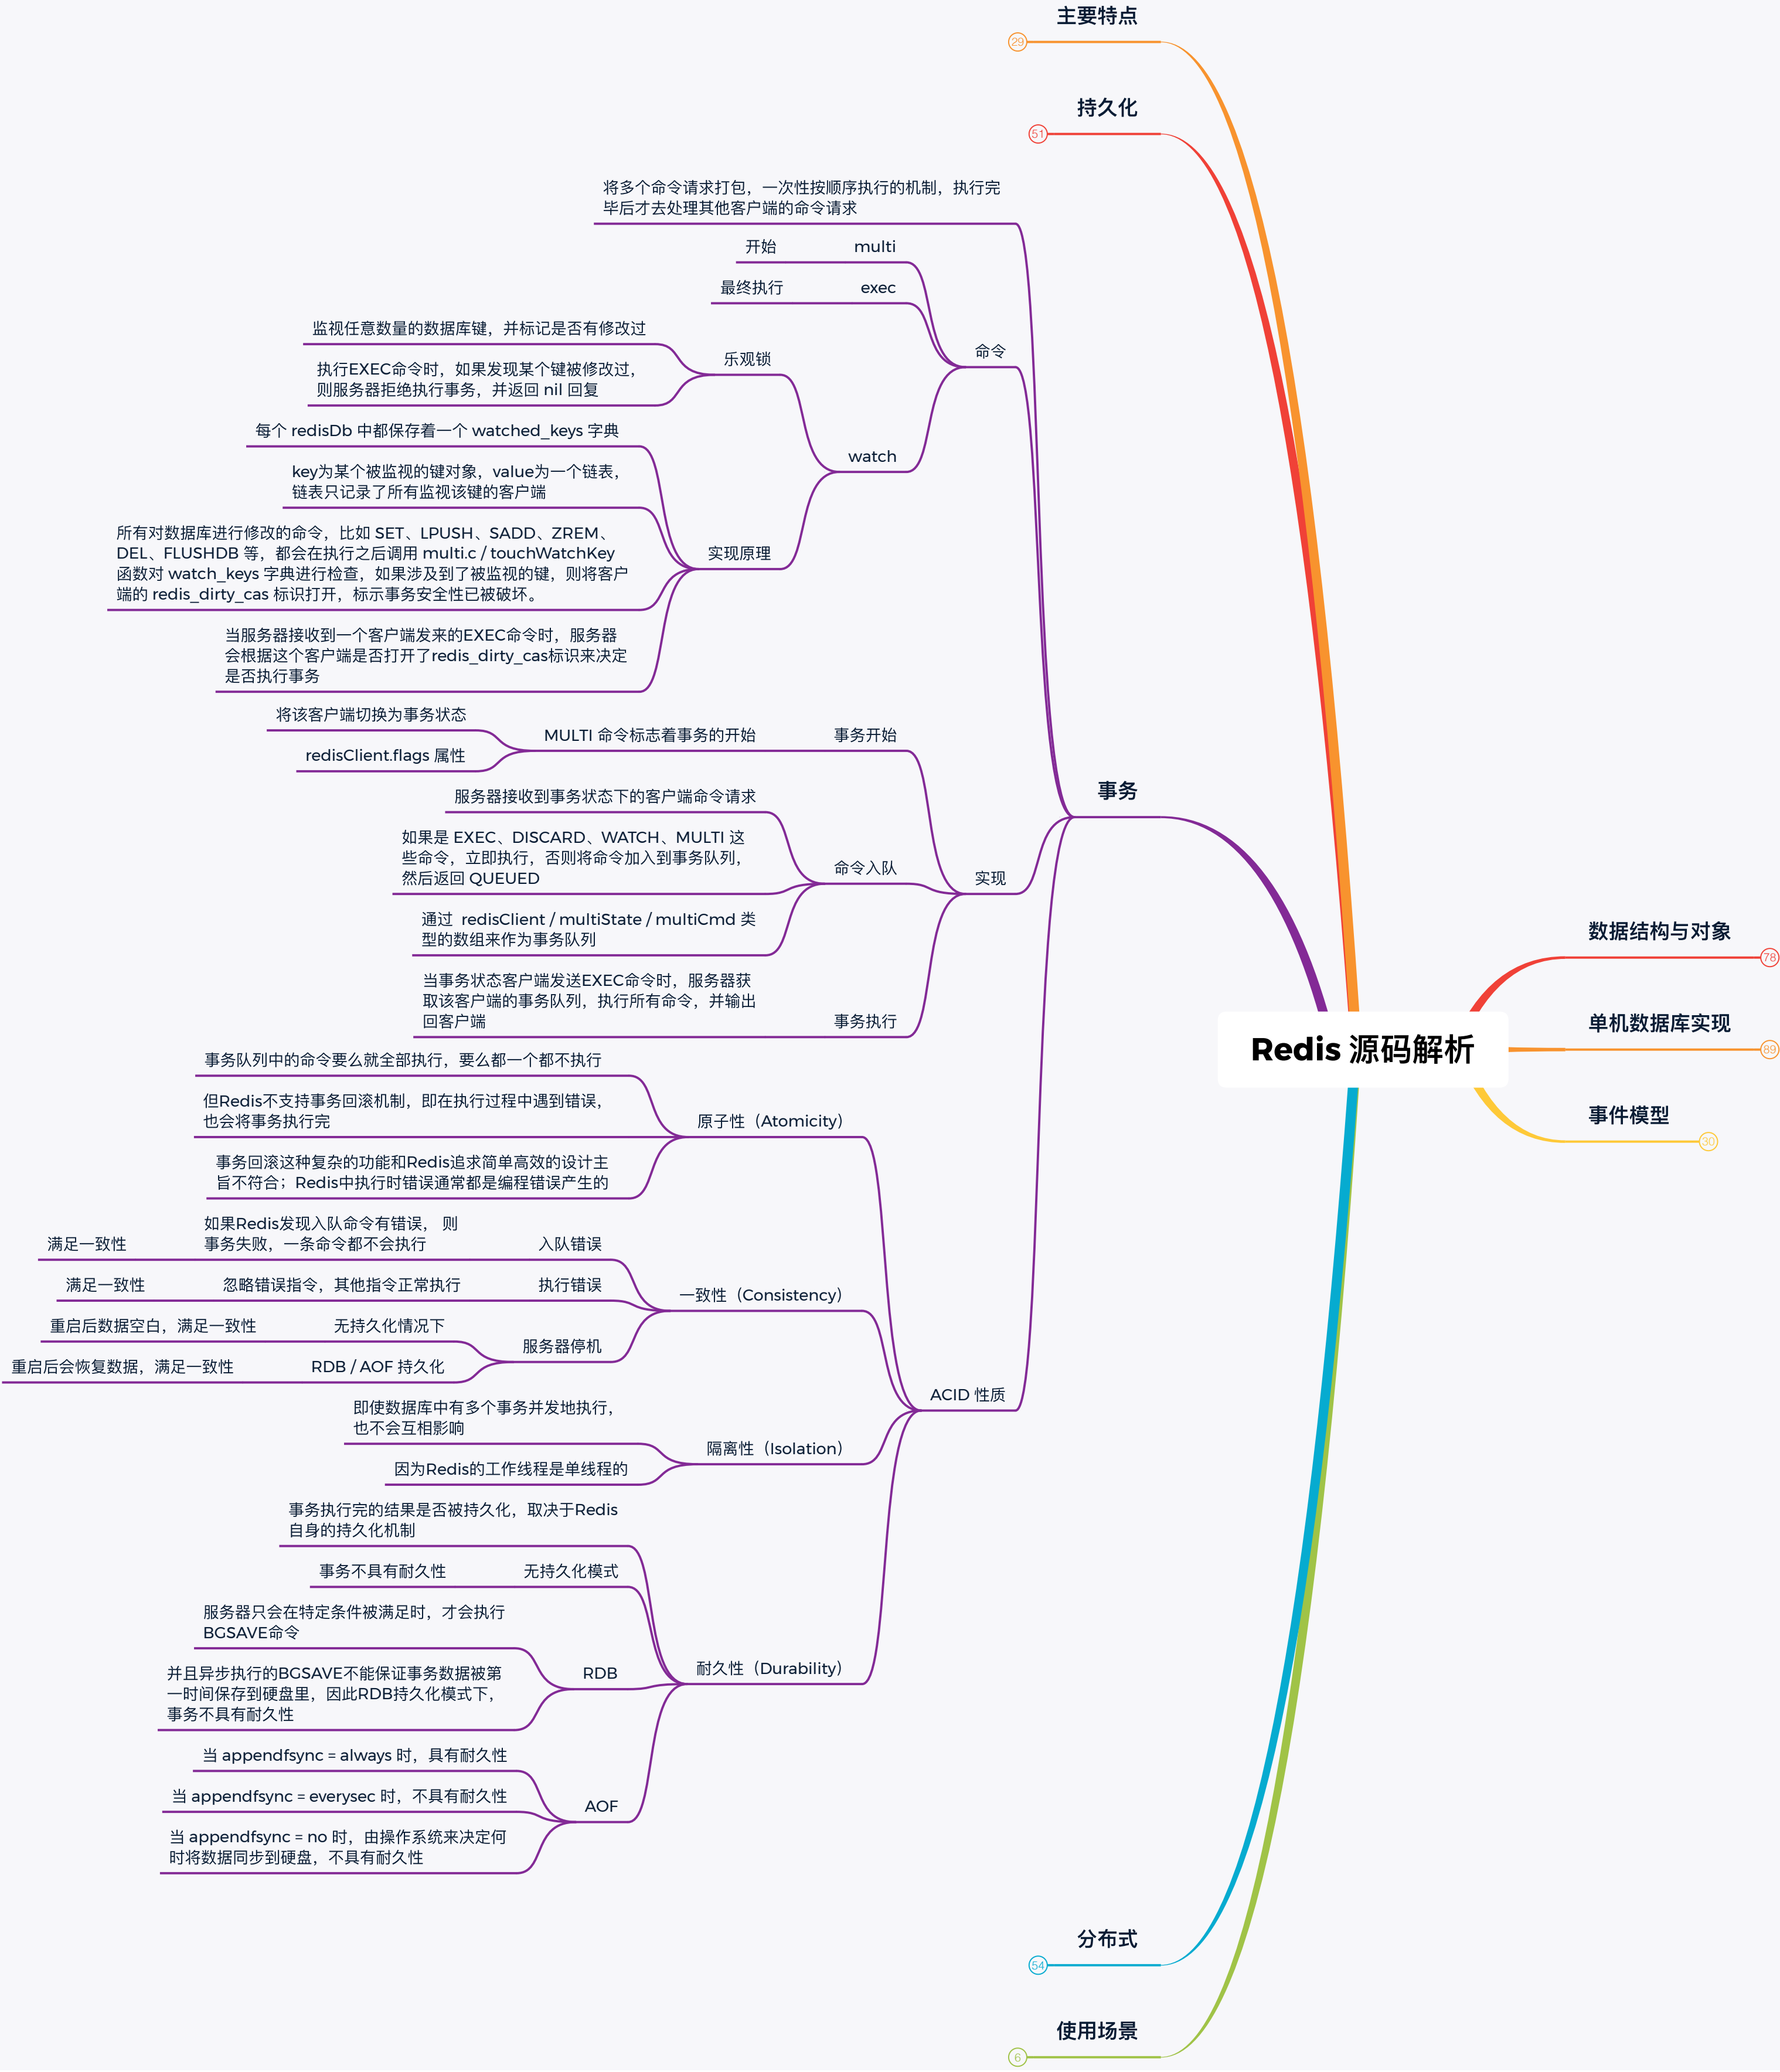 主要特点
29
持久化
51
将多个命令请求打包，一次性按顺序执行的机制，执行完
毕后才去处理其他客户端的命令请求
开始
multi
最终执行
exec
命令
监视任意数量的数据库键，并标记是否有修改过
乐观锁
执行EXEC命令时，如果发现某个键被修改过，
则服务器拒绝执行事务，并返回 nil 回复
watch
每个 redisDb 中都保存着一个 watched_keys 字典
key为某个被监视的键对象，value为一个链表，
链表只记录了所有监视该键的客户端
实现原理
所有对数据库进行修改的命令，比如 SET、LPUSH、SADD、ZREM、
DEL、FLUSHDB 等，都会在执行之后调用 multi.c / touchWatchKey
函数对 watch_keys 字典进行检查，如果涉及到了被监视的键，则将客户
端的 redis_dirty_cas 标识打开，标示事务安全性已被破坏。
当服务器接收到一个客户端发来的EXEC命令时，服务器
会根据这个客户端是否打开了redis_dirty_cas标识来决定
是否执行事务
将该客户端切换为事务状态
MULTI 命令标志着事务的开始
事务开始
redisClient.flags 属性
事务
服务器接收到事务状态下的客户端命令请求
如果是 EXEC、DISCARD、WATCH、MULTI 这
些命令，立即执行，否则将命令加入到事务队列，
然后返回 QUEUED
命令入队
实现
通过  redisClient / multiState / multiCmd 类
型的数组来作为事务队列
当事务状态客户端发送EXEC命令时，服务器获
取该客户端的事务队列，执行所有命令，并输出
回客户端
事务执行
事务队列中的命令要么就全部执行，要么都一个都不执行
但Redis不支持事务回滚机制，即在执行过程中遇到错误，
也会将事务执行完
原子性（Atomicity）
事务回滚这种复杂的功能和Redis追求简单高效的设计主
旨不符合；Redis中执行时错误通常都是编程错误产生的
如果Redis发现入队命令有错误， 则
事务失败，一条命令都不会执行
满足一致性
入队错误
满足一致性
忽略错误指令，其他指令正常执行
执行错误
一致性（Consistency）
重启后数据空白，满足一致性
无持久化情况下
服务器停机
重启后会恢复数据，满足一致性
RDB / AOF 持久化
ACID 性质
即使数据库中有多个事务并发地执行，
也不会互相影响
隔离性（Isolation）
因为Redis的工作线程是单线程的
事务执行完的结果是否被持久化，取决于Redis
自身的持久化机制
事务不具有耐久性
无持久化模式
服务器只会在特定条件被满足时，才会执行
BGSAVE命令
RDB
耐久性（Durability）
并且异步执行的BGSAVE不能保证事务数据被第
一时间保存到硬盘里，因此RDB持久化模式下，
事务不具有耐久性
当 appendfsync = always 时，具有耐久性
当 appendfsync = everysec 时，不具有耐久性
AOF
当 appendfsync = no 时，由操作系统来决定何
时将数据同步到硬盘，不具有耐久性
分布式
54
使用场景
6
Redis 源码解析
数据结构与对象
78
单机数据库实现
89
事件模型
30